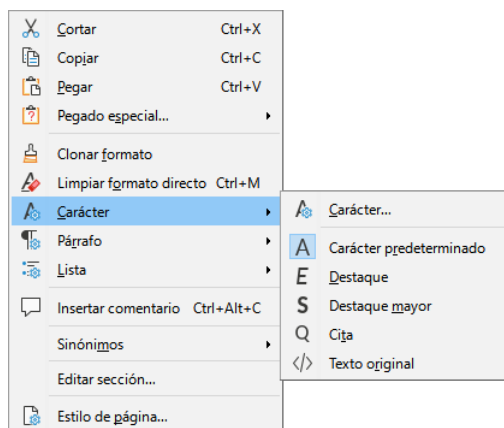 Cortar Ctrl+X
Copiar Ctrl+C
Pegar Ctrl+V
Pegado especial...
Clonar formato
Limpiar formato directo Ctrl+M
Carácter
Párrafo
Lista
Insertar comentario Ctrl+Alt+C
Sinónimos
Editar sección...
Estilo de página...
Carácter...
A Carácter predeterminado
E Destaque
S Destaque mayor
Q Cita
</> Texto original